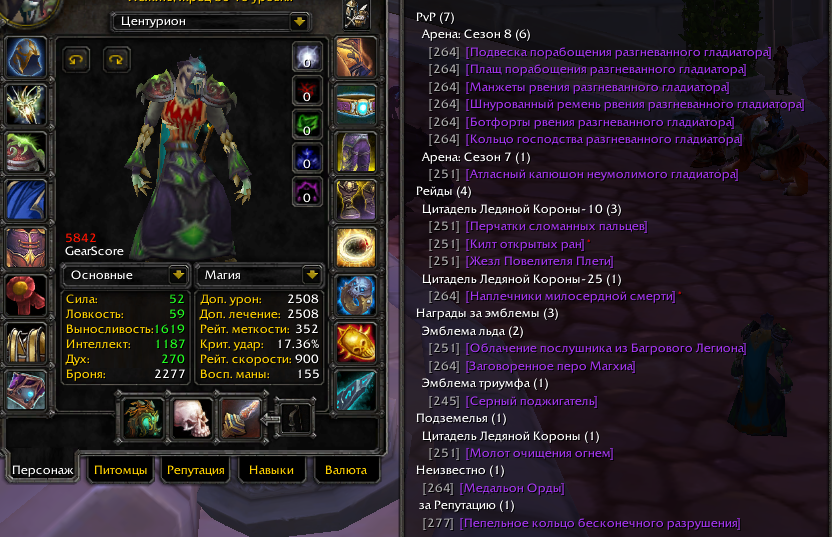 Центурион
0
0
0
0
0
5842
GearScore
Основные
Магия
Сила: 52
Ловкость: 59
Выносливость:1619
Интеллект: 1187
Дух: 270
Броня: 2277
Доп. урон: 2508
Доп. лечение: 2508
Рейт. меткости: 352
Крит. удар: 17.36%
Рейт. скорости: 900
Восп. маны: 155
Персонаж
Питомцы
Репутация
Навыки
Валюта
PvP (7)
Арена: Сезон 8 (6)
[264] [Подвеска порабощения разгневанного гладиатора]
[264] [Плащ порабощения разгневанного гладиатора]
[264] [Манжеты рвения разгневанного гладиатора]
[264] [Шнурованный ремень рвения разгневанного гладиатора]
[264] [Ботфорты рвения разгневанного гладиатора]
[264] [Кольцо господства разгневанного гладиатора]
Арена: Сезон 7 (1)
[251] [Атласный капюшон неумолимого гладиатора]
Рейды (4)
Цитадель Ледяной Короны-10 (3)
[251] [Перчатки сломанных пальцев]
[251] [Килт открытых ран]*
[251] [Жезл Повелителя Плети]
Цитадель Ледяной Короны-25 (1)
[264] [Наплечники милосердной смерти]*
Награды за эмблемы (3)
Эмблема льда (2)
[251] [Облачение послушника из Багрового Легиона]
[264] [Заговоренное перо Магхиа]
Эмблема триумфа (1)
[245] [Серный поджигатель]
Подземелья (1)
Цитадель Ледяной Короны (1)
[251] [Молот очищения огнем]
Неизвестно (1)
[264] [Медальон Орды]
за Репутацию (1)
[277] [Пепельное кольцо бесконечного разрушения]